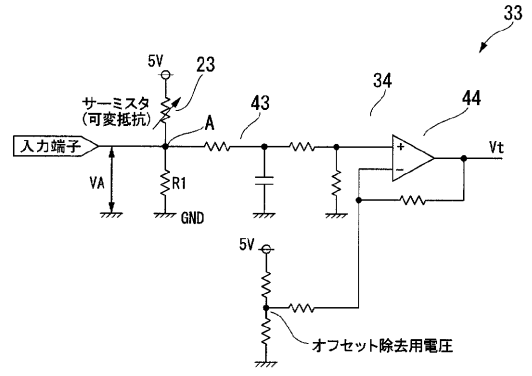 33
5V
23
サーミスタ
(可変抵抗)
A
43
34
44
入力端子
+
−
Vt
VA
R1
GND
5V
オフセット除去用電圧